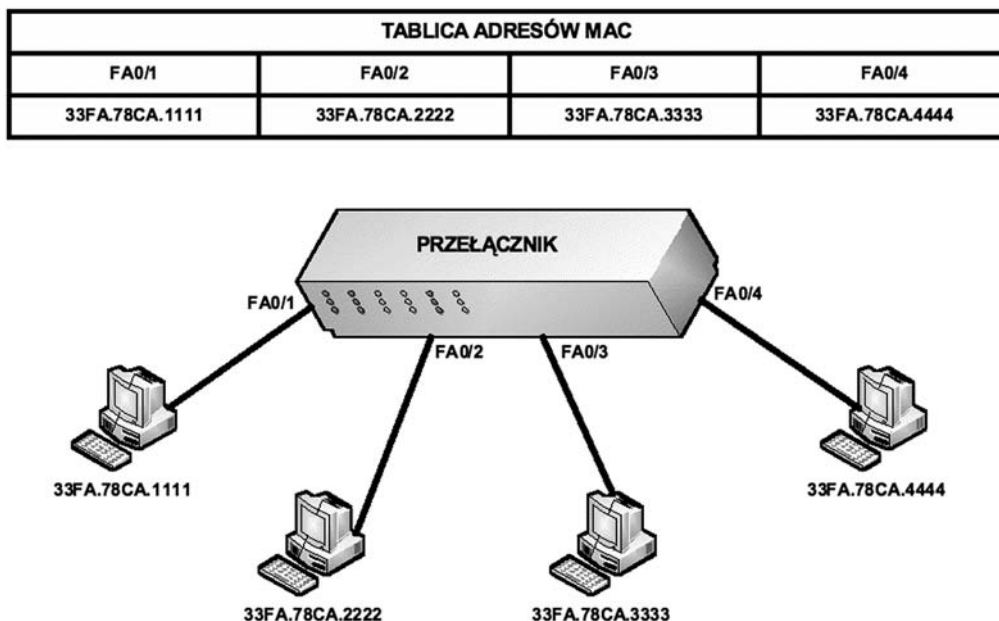 TABLICA ADRESÓW MAC
FA0/1 FA0/2 FA0/3 FA0/4
33FA.78CA.1111 33FA.78CA.2222 33FA.78CA.3333 33FA.78CA.4444
PRZEŁĄCZNIK
FA0/1
FA0/4
FA0/2
FA0/3
33FA.78CA.1111
33FA.78CA.4444
33FA.78CA.2222
33FA.78CA.3333